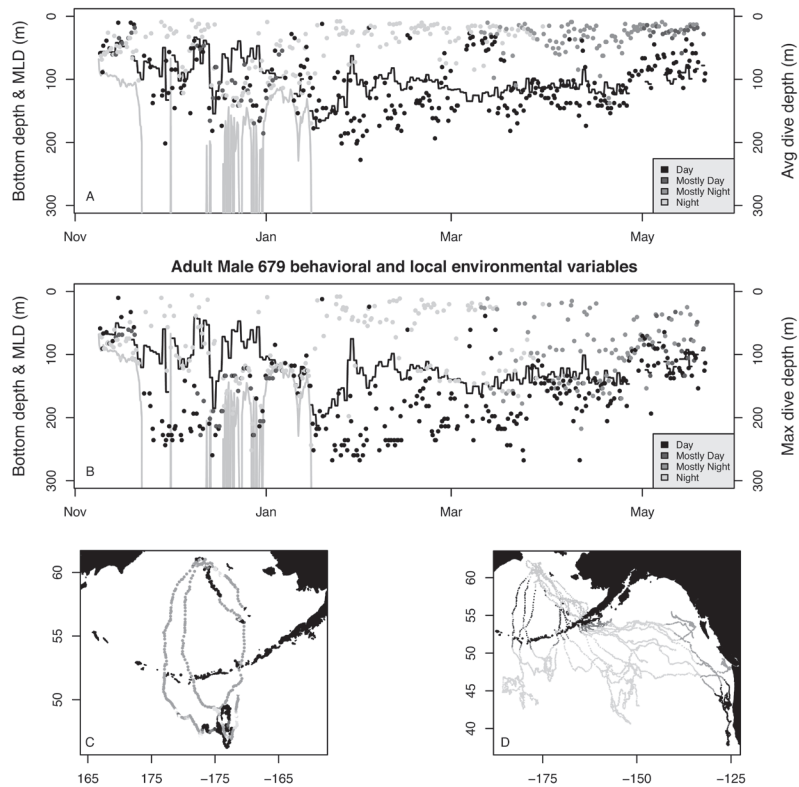 0
100
200
300
Bottom depth & MLD (m)
0
100
200
300
Avg dive depth (m)
A
Day
Mostly Day
Mostly Night
Night
Nov
Jan
Mar
May
Adult Male 679 behavioral and local environmental variables
0
100
200
300
Bottom depth & MLD (m)
0
100
200
300
Max dive depth (m)
B
Day
Mostly Day
Mostly Night
Night
Nov
Jan
Mar
May
60
55
50
C
165
175
−175
−165
60
55
50
45
40
D
−175
−150
−125